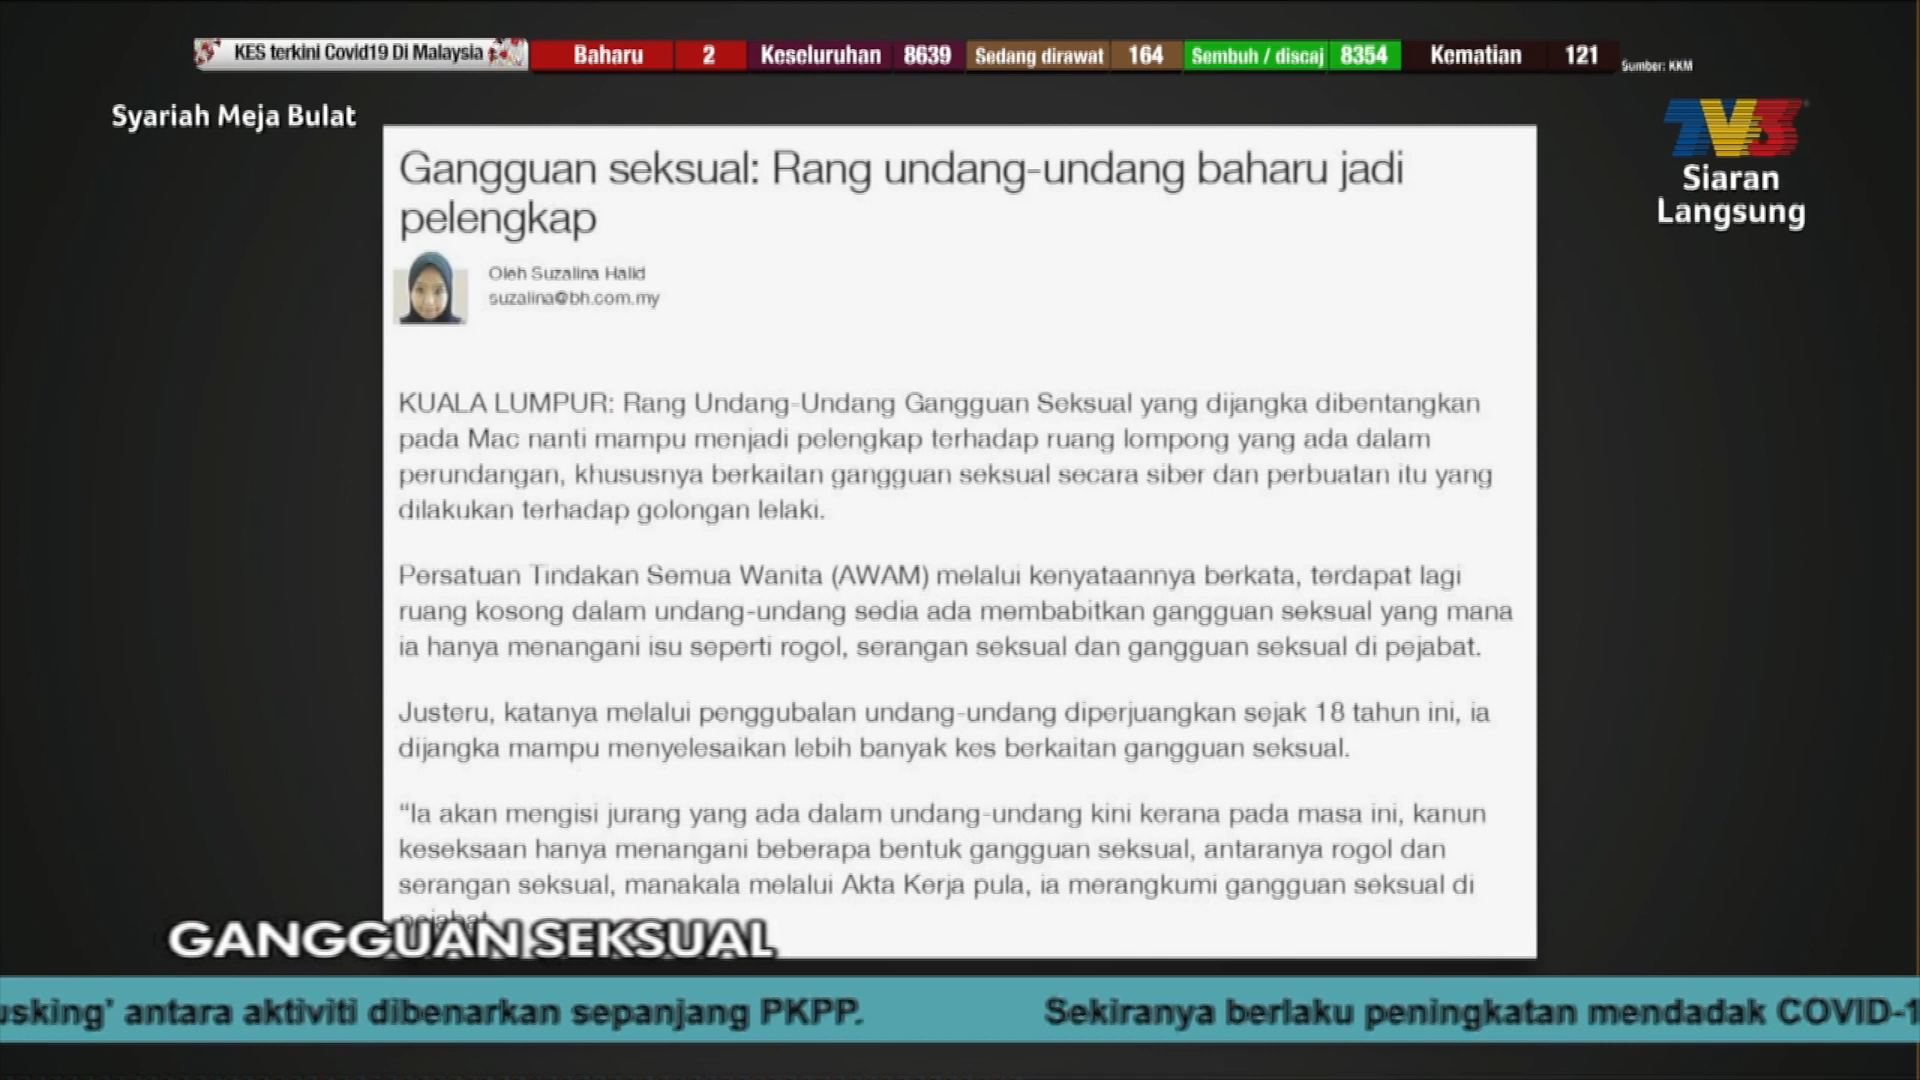 KES terkini Covid19 Di Malaysia Baharu 2 Keseluruhan 8639 Sedang dirawat 164 Sembuh / discaj 8354 Kematian 121 Sumber: KKM
Syariah Meja Bulat
TV3
Siaran
Langsung
Gangguan seksual: Rang undang-undang baharu jadi
pelengkap
Oleh Suzalina Halid
suzalina@bh.com.my
KUALA LUMPUR: Rang Undang-Undang Gangguan Seksual yang dijangka dibentangkan
pada Mac nanti mampu menjadi pelengkap terhadap ruang lompong yang ada dalam
perundangan, khususnya berkaitan gangguan seksual secara siber dan perbuatan itu yang
dilakukan terhadap golongan lelaki.
Persatuan Tindakan Semua Wanita (AWAM) melalui kenyataannya berkata, terdapat lagi
ruang kosong dalam undang-undang sedia ada membabitkan gangguan seksual yang mana
ia hanya menangani isu seperti rogol, serangan seksual dan gangguan seksual di pejabat.
Justeru, katanya melalui penggubalan undang-undang diperjuangkan sejak 18 tahun ini, ia
dijangka mampu menyelesaikan lebih banyak kes berkaitan gangguan seksual.
“Ia akan mengisi jurang yang ada dalam undang-undang kini kerana pada masa ini, kanun
keseksaan hanya menangani beberapa bentuk gangguan seksual, antaranya rogol dan
serangan seksual, manakala melalui Akta Kerja pula, ia merangkumi gangguan seksual di
pejabat
GANGGUAN SEKSUAL
usking’ antara aktiviti dibenarkan sepanjang PKPP. Sekiranya berlaku peningkatan mendadak COVID-1